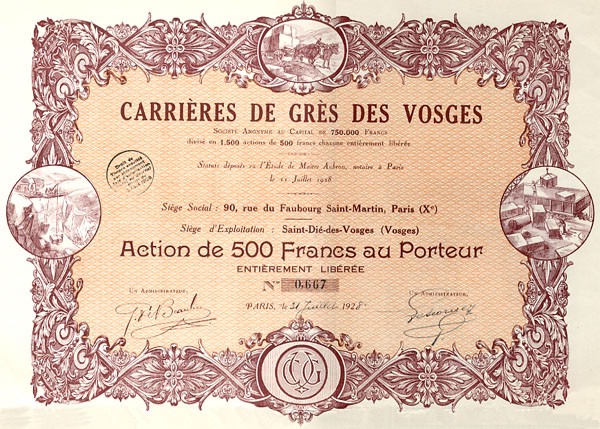 CARRIÈRES DE GRÈS DES VOSGES
Société Anonyme au Capital de 750.000 Francs
divisé en 1.500 actions de 500 francs chacune entièrement libérée
Statuts déposés en l'Étude de Maitre Aubron, notaire à Paris
le 11 Juillet 1928
Siège Social : 90, rue du Faubourg Saint-Martin, Paris (Xe)
Siège d'Exploitation : Saint-Dié-des-Vosges (Vosges)
Action de 500 Francs au Porteur
ENTIÈREMENT LIBÉRÉE
No 0,667
Un Administrateur, Un Administrateur,
PARIS, le 31 Juillet 1928